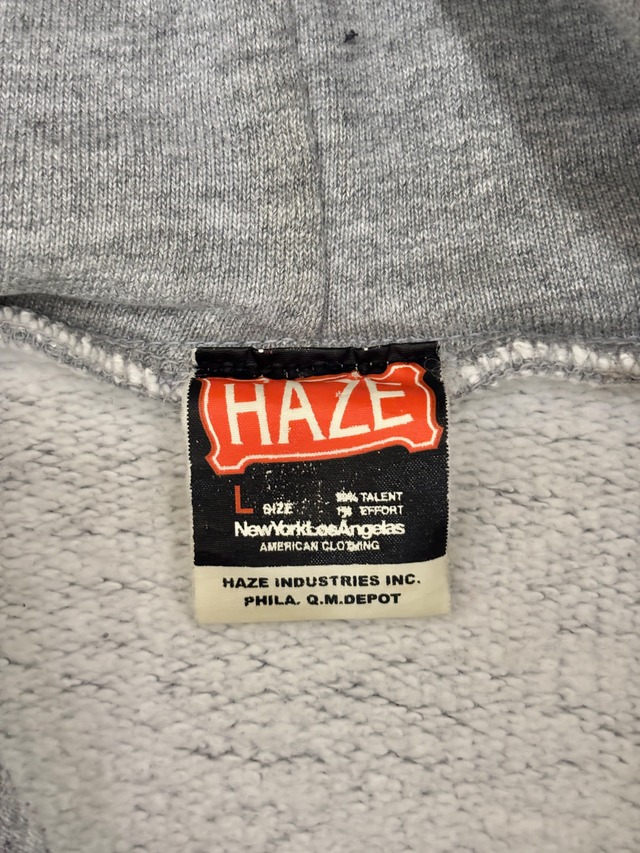 HAZE
L SIZE
TALENT
EFFORT
NewYorkLosAngelas
AMERICAN CLOTHING
HAZE INDUSTRIES INC.
PHILA. Q.M.DEPOT